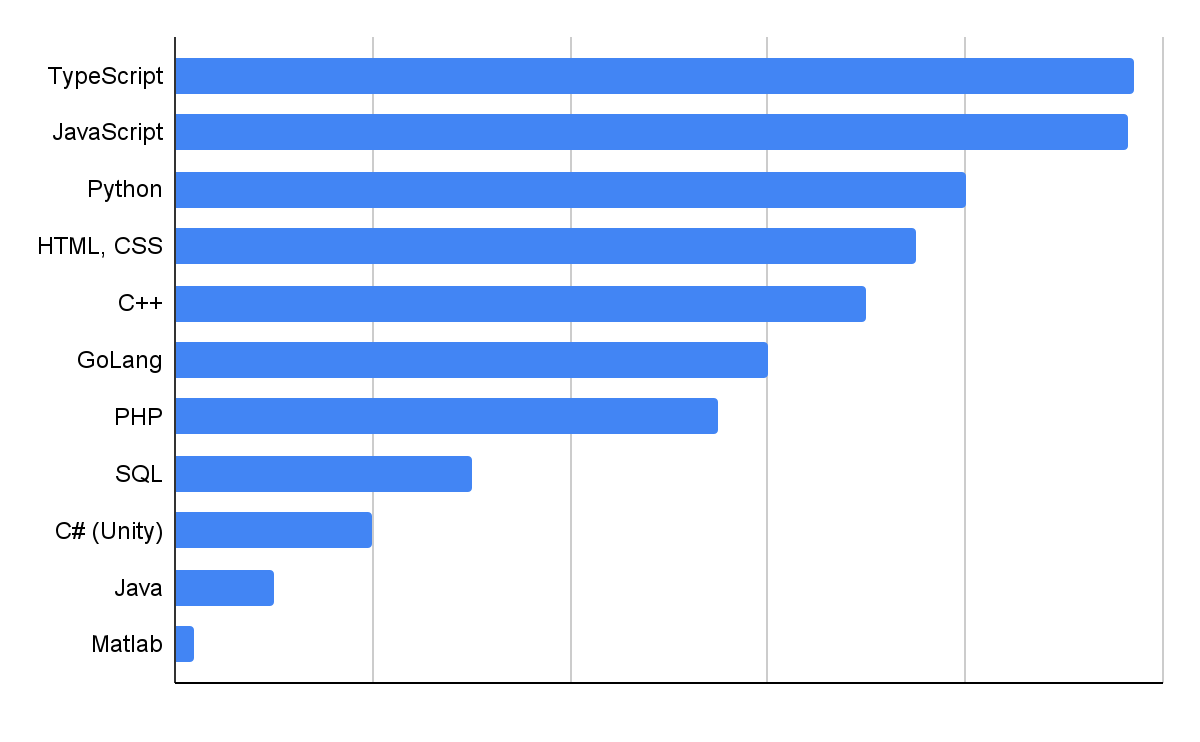 TypeScript
JavaScript
Python
HTML, CSS
C++
GoLang
PHP
SQL
C# (Unity)
Java
Matlab